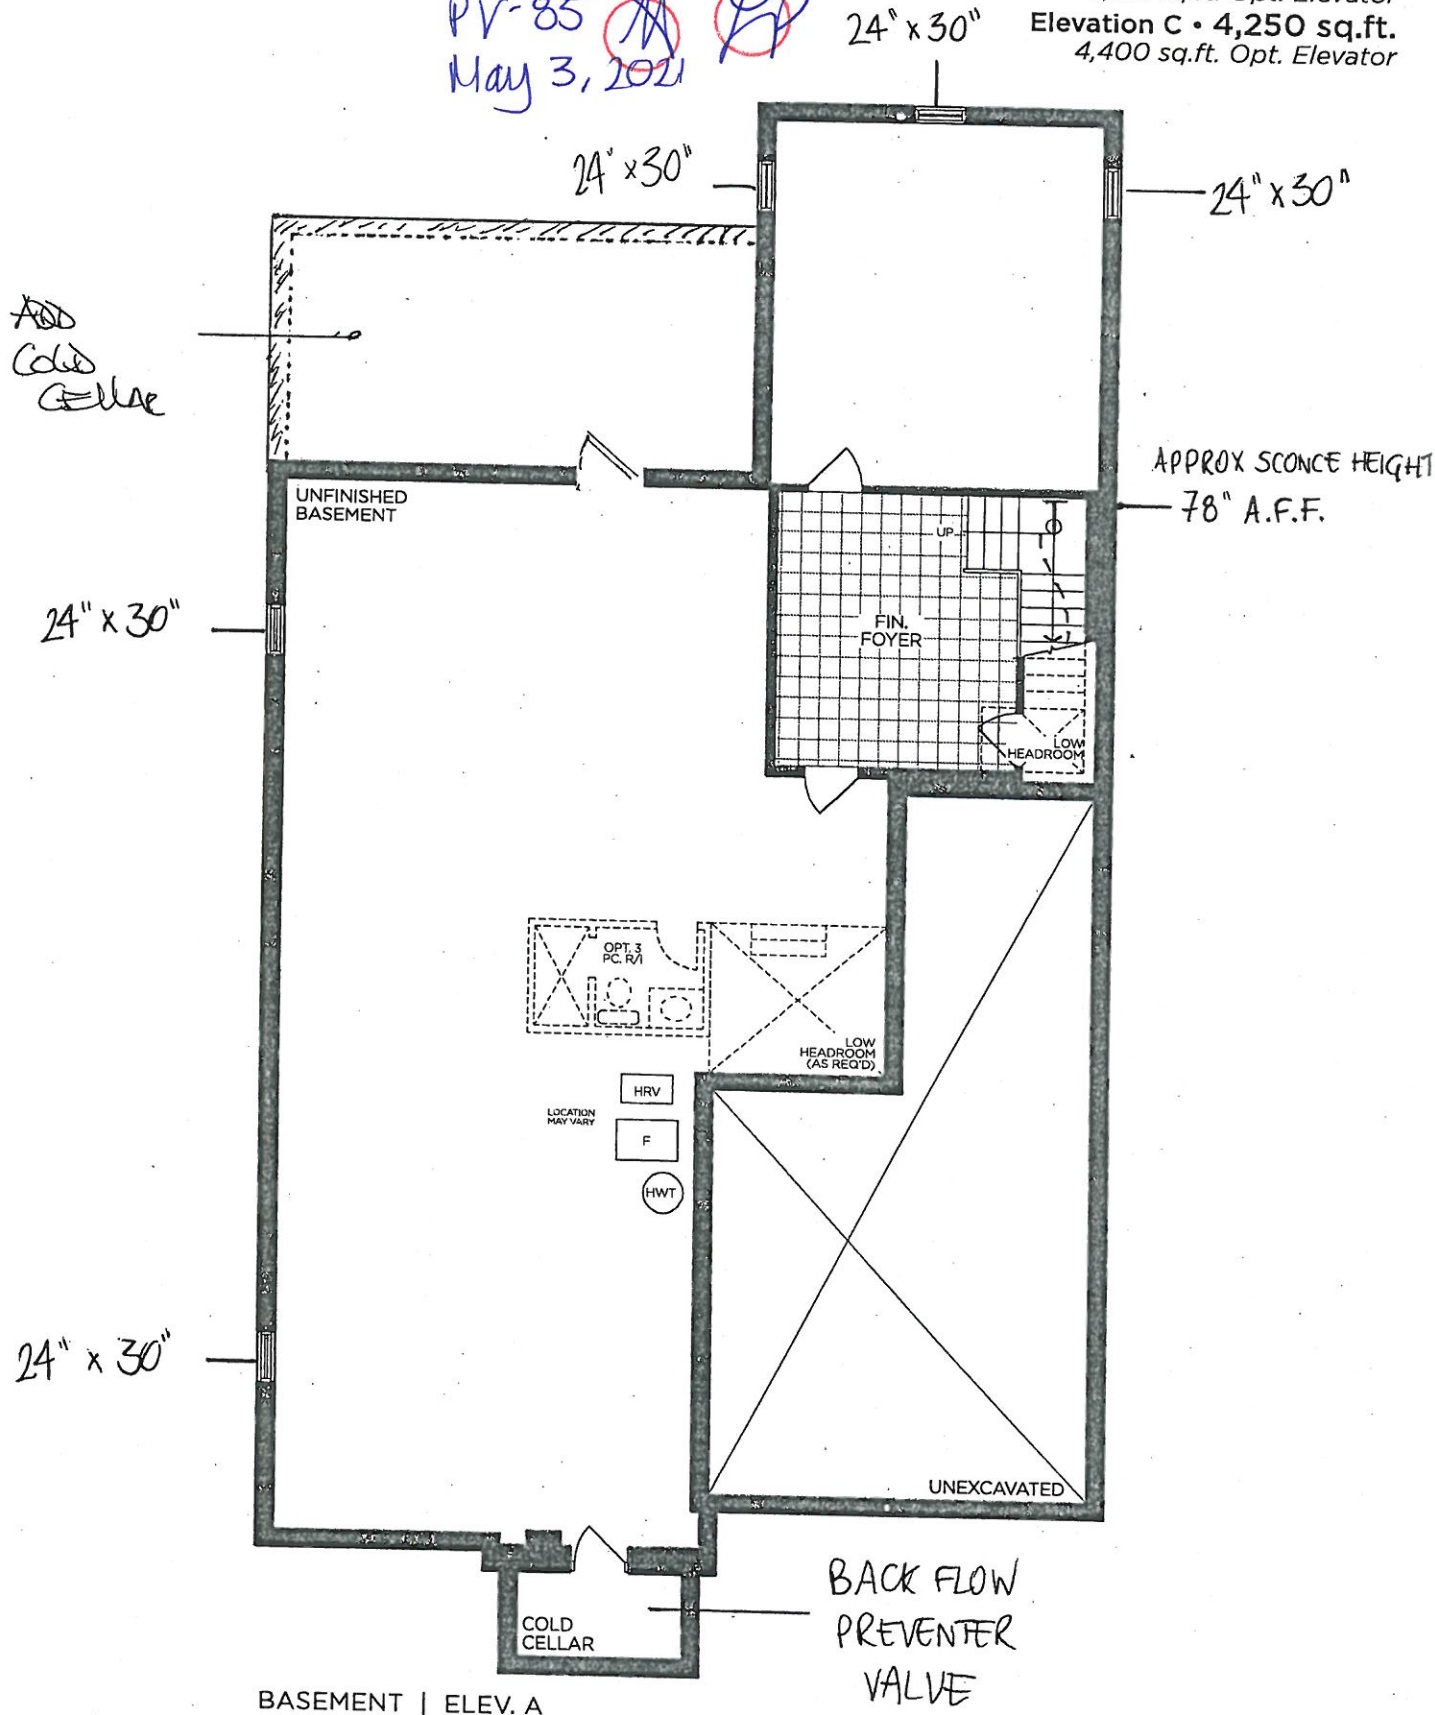 PV-85
May 3, 2021
Opt. Elevator
Elevation C • 4,250 sq.ft.
4,400 sq.ft. Opt. Elevator
24" x 30"
24" x 30"
24" x 30"
ADD
COLD
CELLAR
APPROX SCONCE HEIGHT
78" A.F.F.
UNFINISHED
BASEMENT
UP
FIN.
FOYER
24" x 30"
LOW
HEADROOM
OPT. 3
PC. R/I
LOW
HEADROOM
(AS REQ'D)
HRV
LOCATION
MAY VARY
F
HWT
24" x 30"
UNEXCAVATED
BACK FLOW
PREVENTER
VALVE
COLD
CELLAR
BASEMENT | ELEV. A